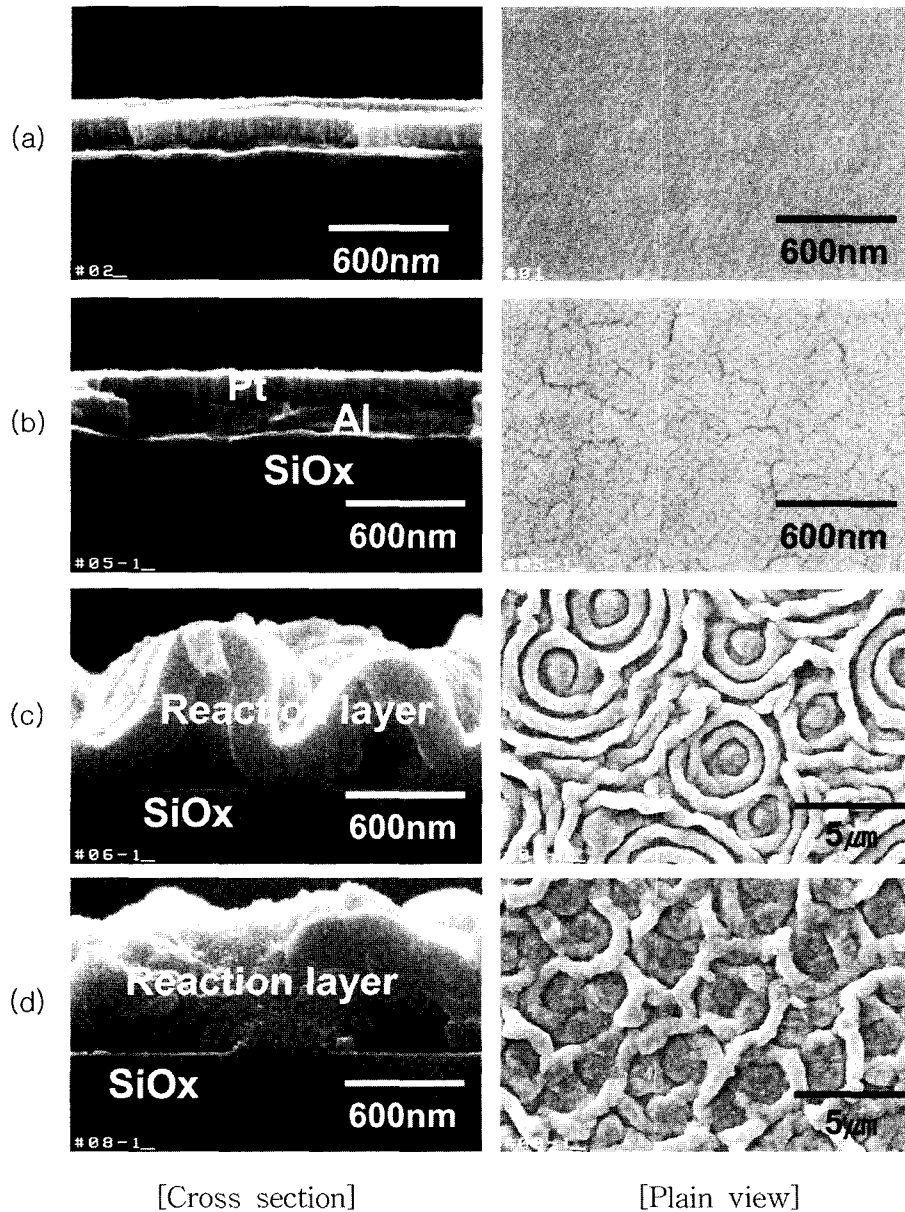 (a)
600nm
#02_
600nm
#01
(b)
Pt
Al
SiOx
600nm
#05-1_
600nm
(c)
Reaction layer
SiOx
600nm
#06-1_
5㎛
(d)
Reaction layer
SiOx
600nm
#08-1_
5㎛
[Cross section]
[Plain view]